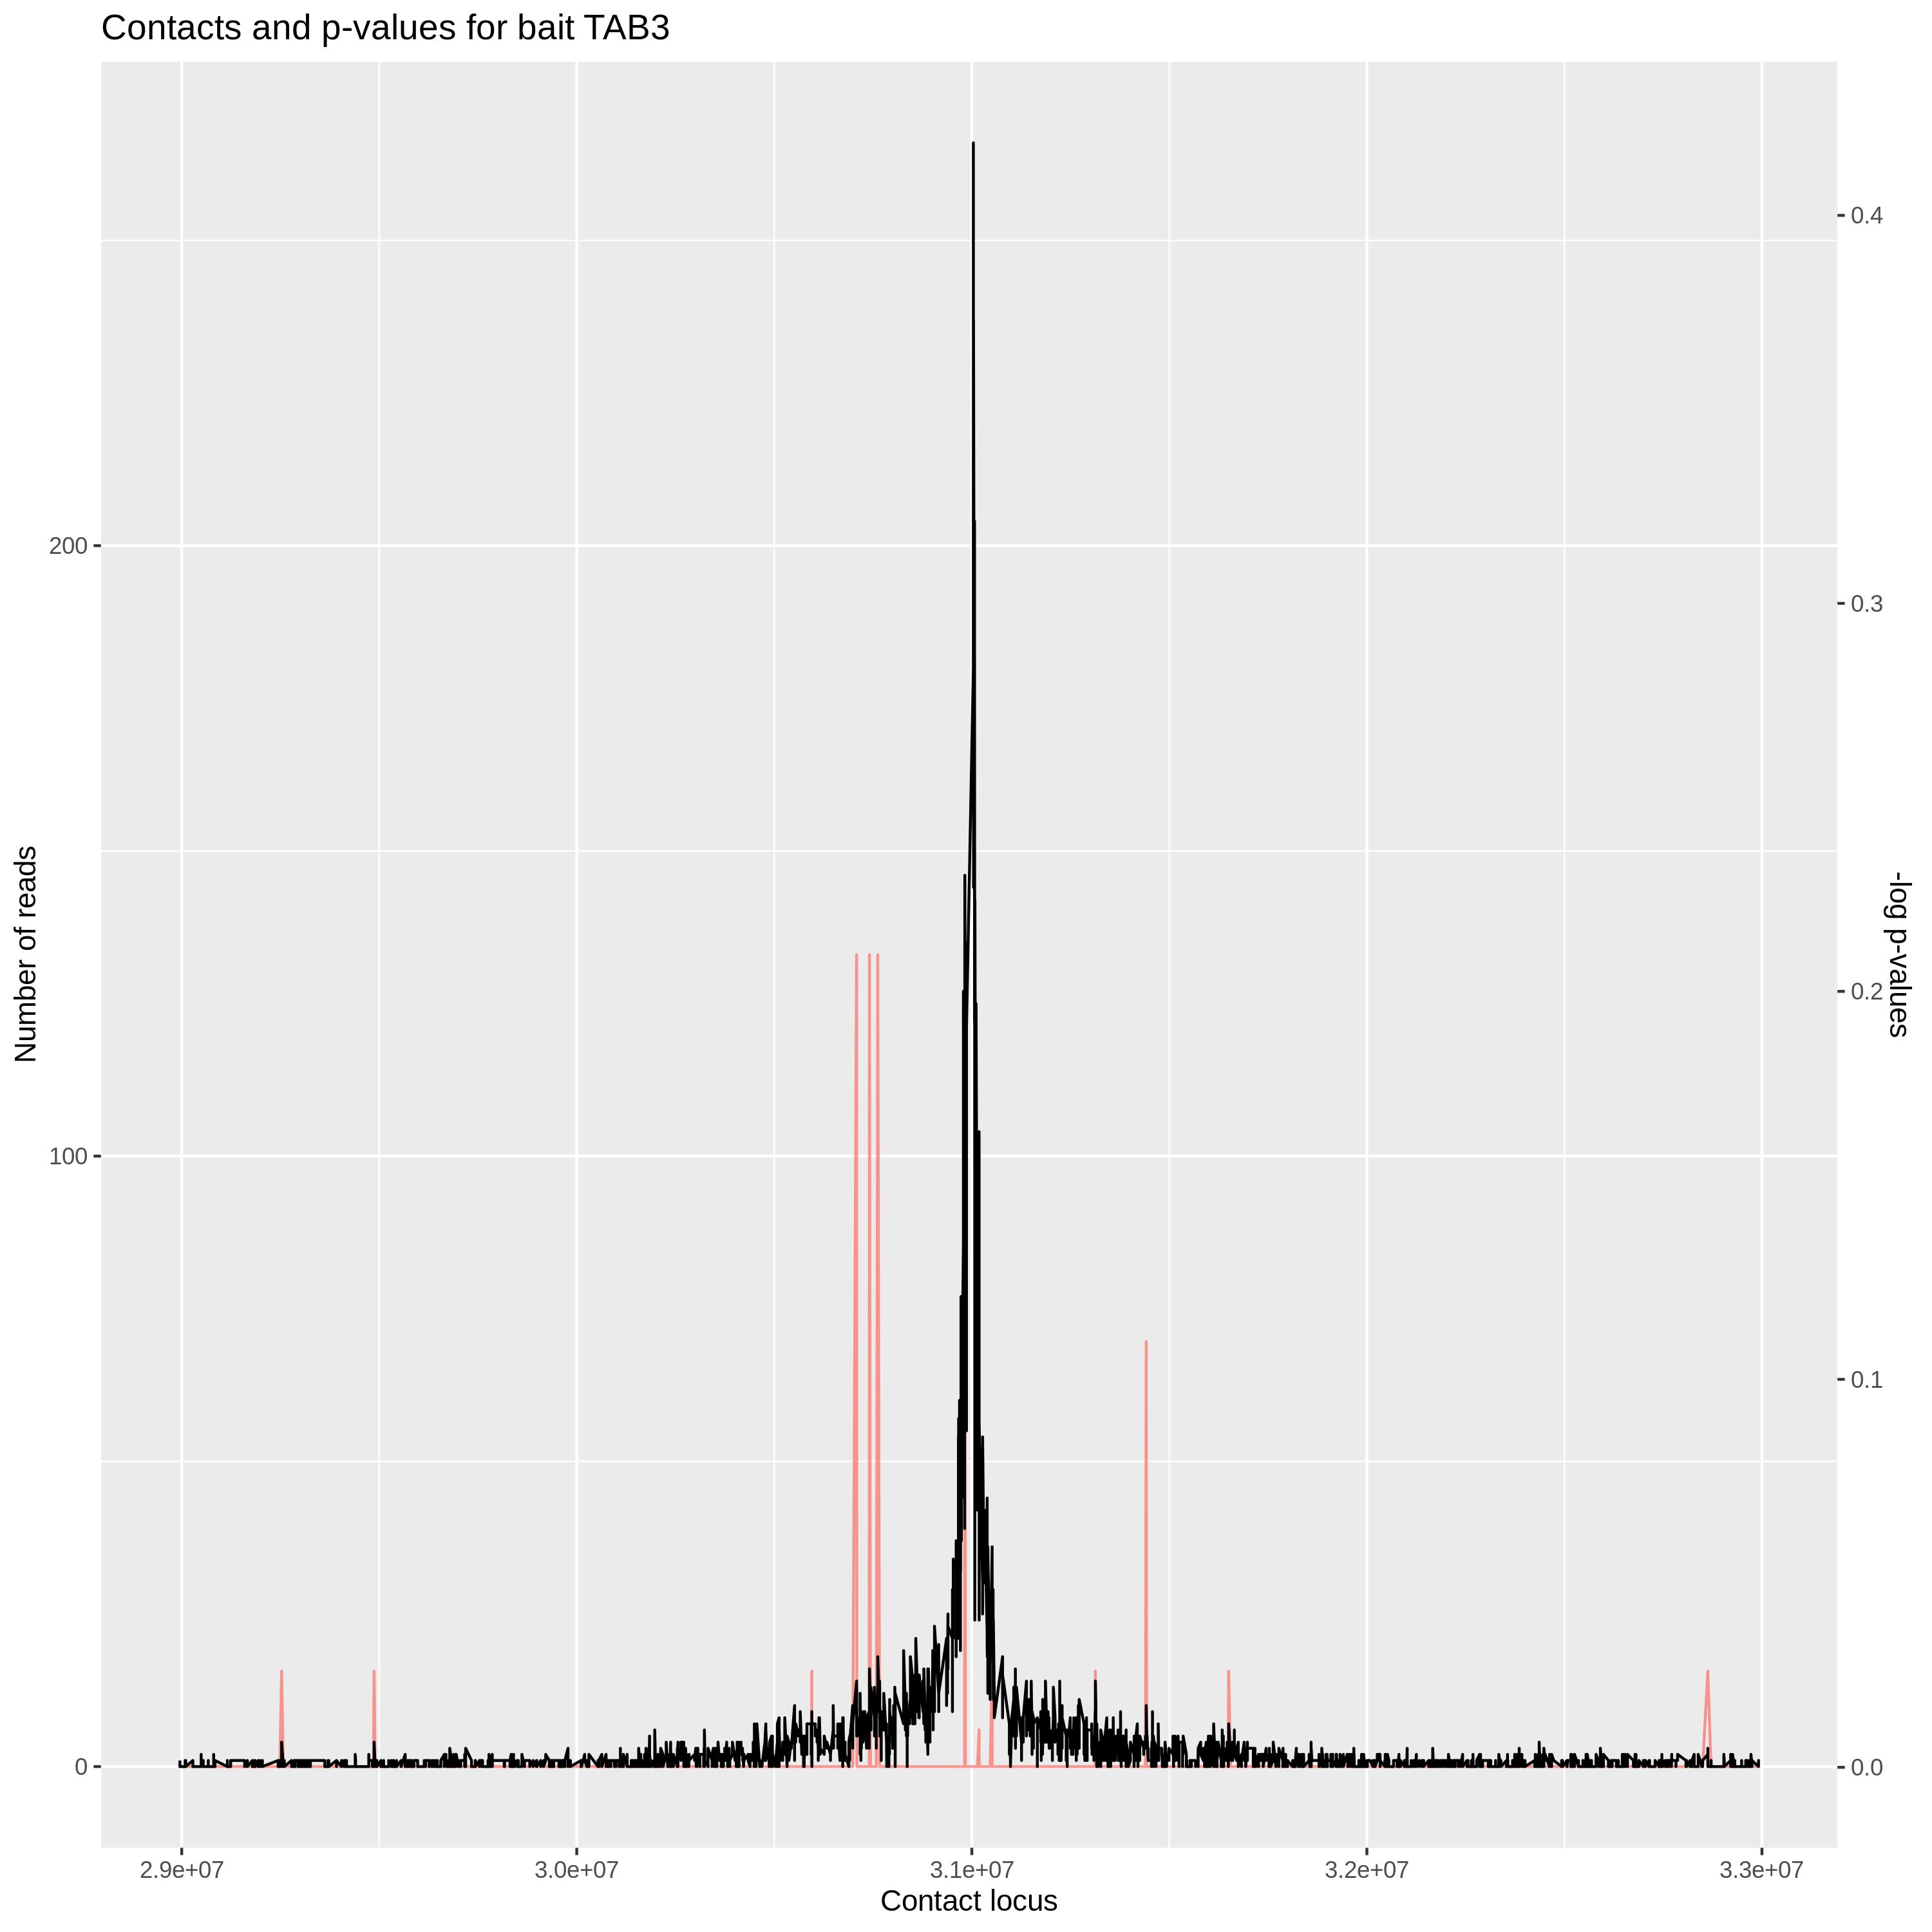 Contacts and p-values for bait TAB3
Number of reads
200
100
0
0.4
0.3
0.2
0.1
0.0
-log p-values
2.9e+07 3.0e+07 3.1e+07 3.2e+07 3.3e+07
Contact locus